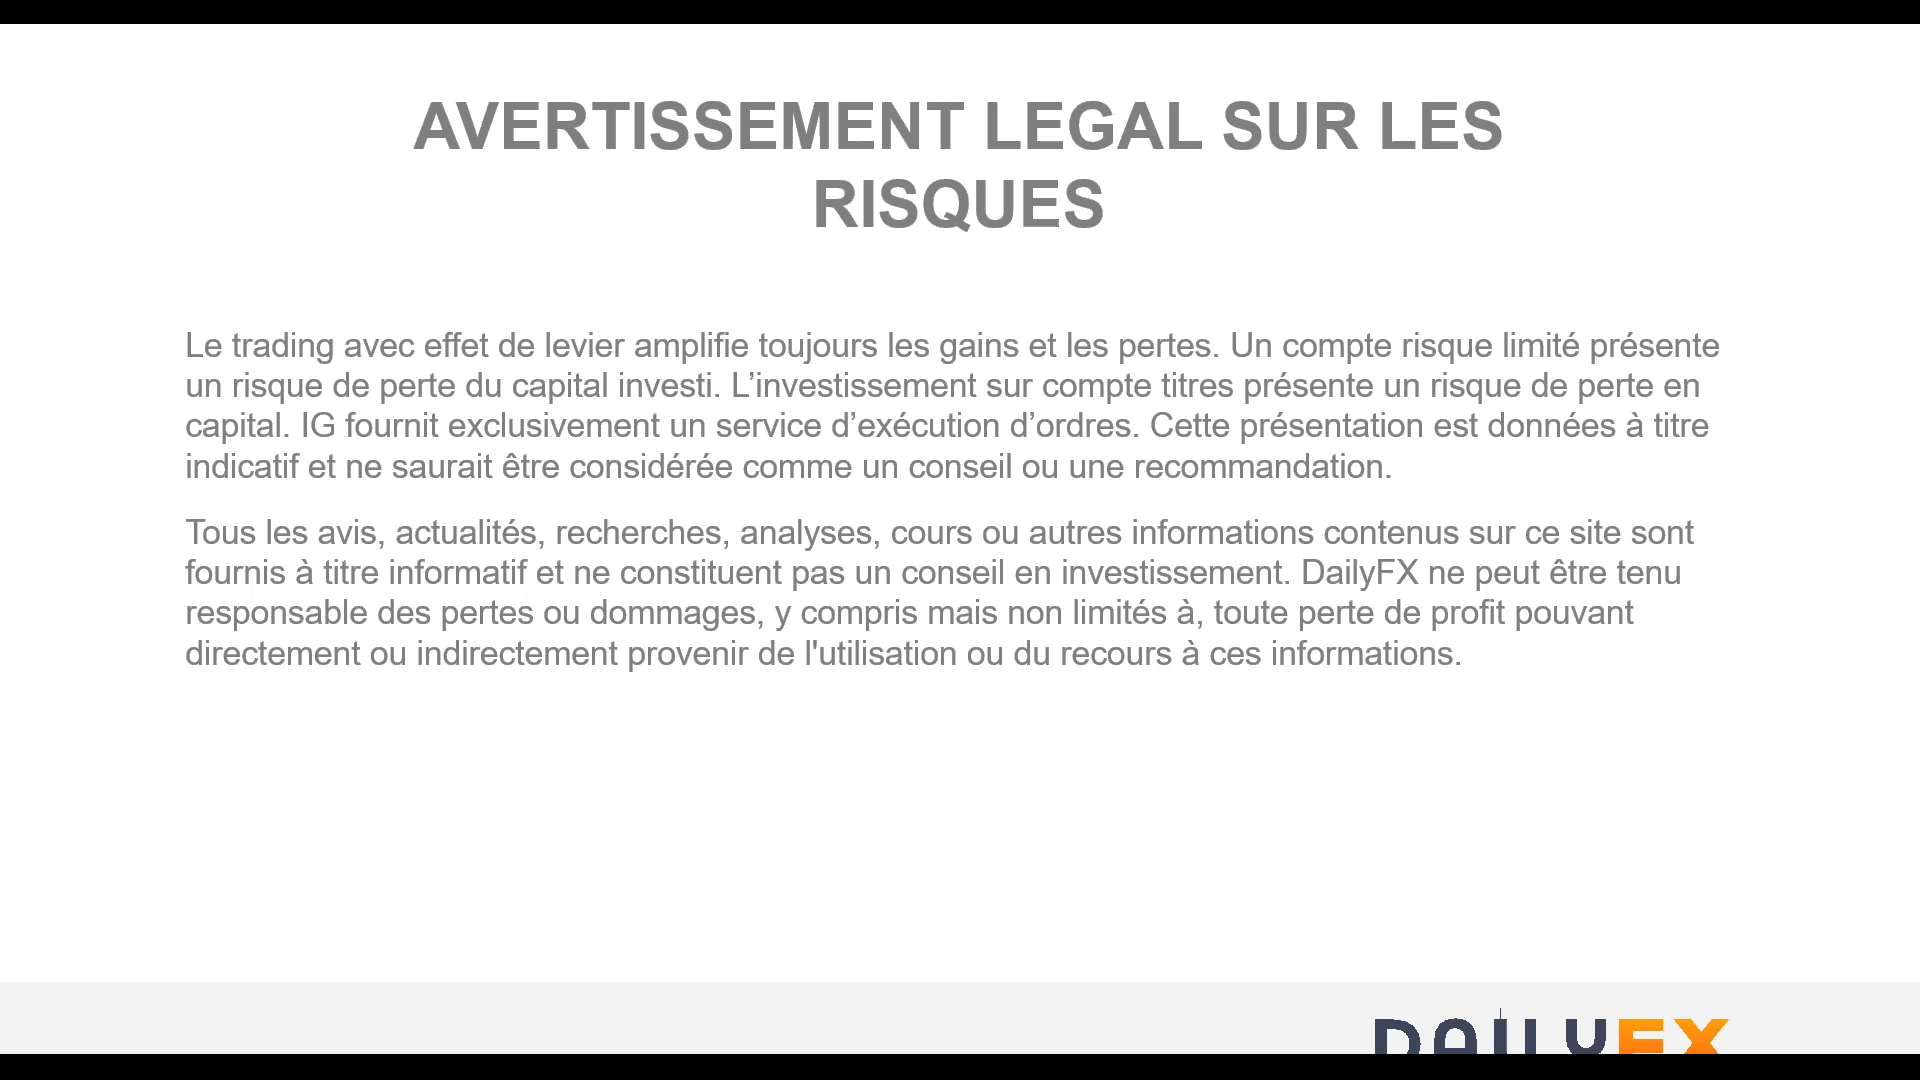 AVERTISSEMENT LEGAL SUR LES
RISQUES
Le trading avec effet de levier amplifie toujours les gains et les pertes. Un compte risque limité présente
un risque de perte du capital investi. L’investissement sur compte titres présente un risque de perte en
capital. IG fournit exclusivement un service d’exécution d’ordres. Cette présentation est données à titre
indicatif et ne saurait être considérée comme un conseil ou une recommandation.
Tous les avis, actualités, recherches, analyses, cours ou autres informations contenus sur ce site sont
fournis à titre informatif et ne constituent pas un conseil en investissement. DailyFX ne peut être tenu
responsable des pertes ou dommages, y compris mais non limités à, toute perte de profit pouvant
directement ou indirectement provenir de l'utilisation ou du recours à ces informations.
DAILYFX